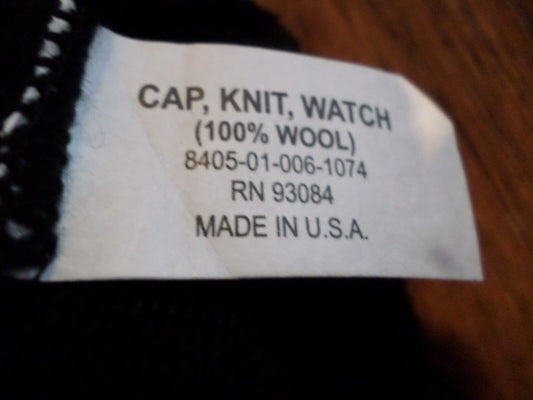 CAP, KNIT, WATCH
(100% WOOL)
8405-01-006-1074
RN 93084
MADE IN U.S.A.